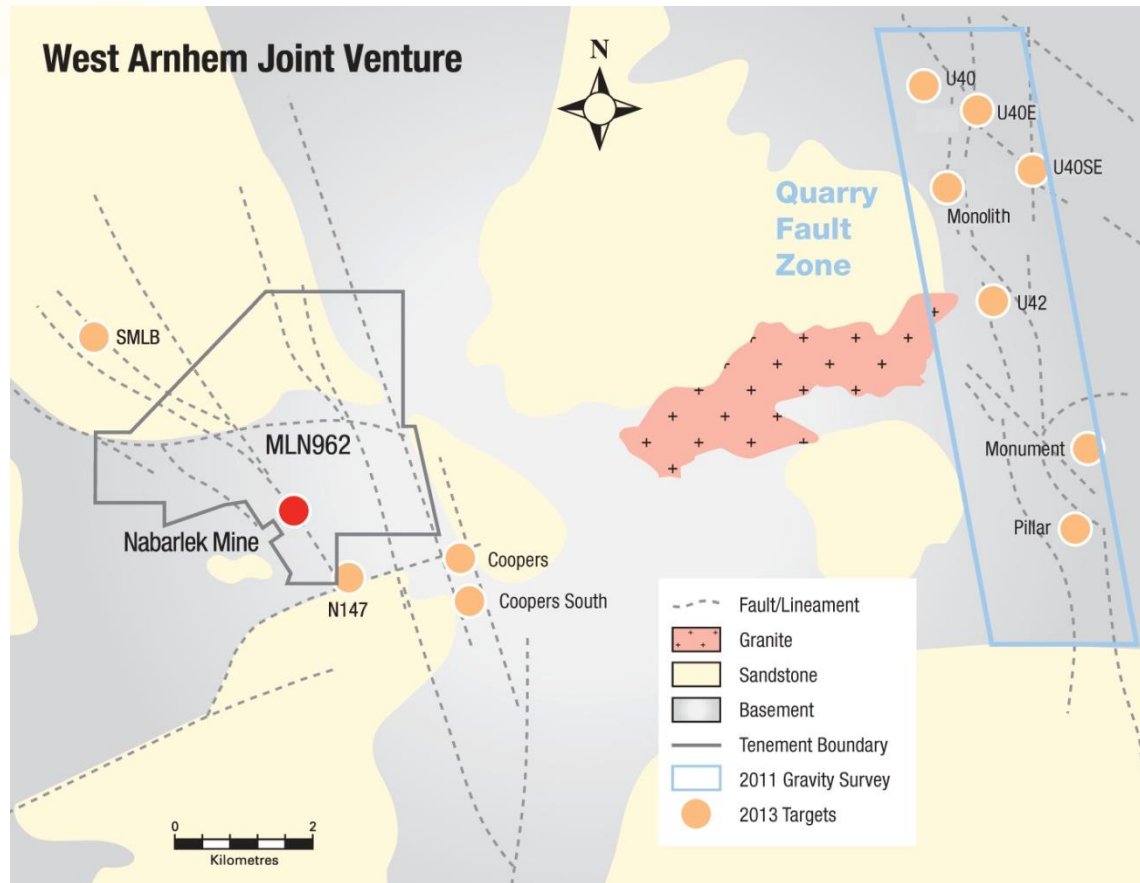 West Arnhem Joint Venture
N
U40
U40E
U40SE
Quarry
Fault
Zone
Monolith
U42
SMLB
MLN962
Monument
Nabarlek Mine
Pillar
Coopers
Coopers South
N147
Fault/Lineament
Granite
Sandstone
Basement
Tenement Boundary
2011 Gravity Survey
2013 Targets
0 2
Kilometres